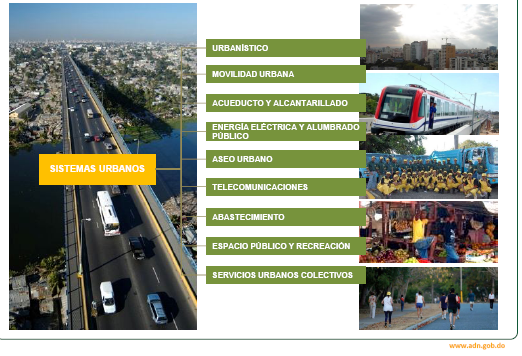 URBANÍSTICO
MOVILIDAD URBANA
ACUEDUCTO Y ALCANTARILLADO
ENERGÍA ELÉCTRICA Y ALUMBRADO
PÚBLICO
SISTEMAS URBANOS
ASEO URBANO
TELECOMUNICACIONES
ABASTECIMIENTO
ESPACIO PÚBLICO Y RECREACIÓN
SERVICIOS URBANOS COLECTIVOS
www.adn.gob.do